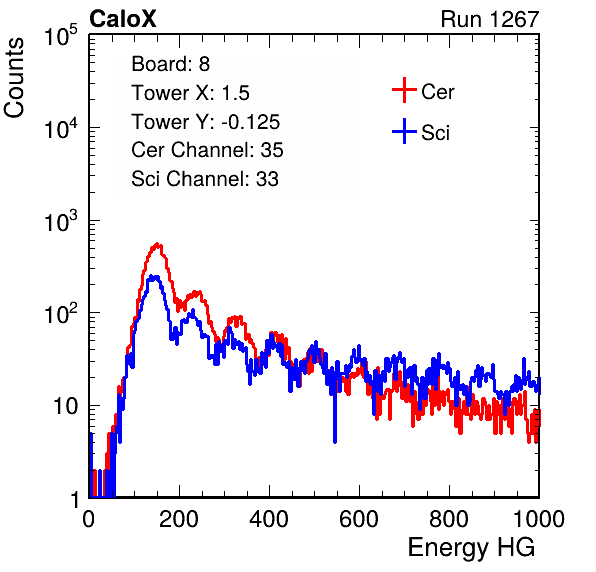 CaloX Run 1267
Counts
10^5
10^4
10^3
10^2
10
1
Board: 8
Tower X: 1.5
Tower Y: -0.125
Cer Channel: 35
Sci Channel: 33
Cer
Sci
0 200 400 600 800 1000
Energy HG